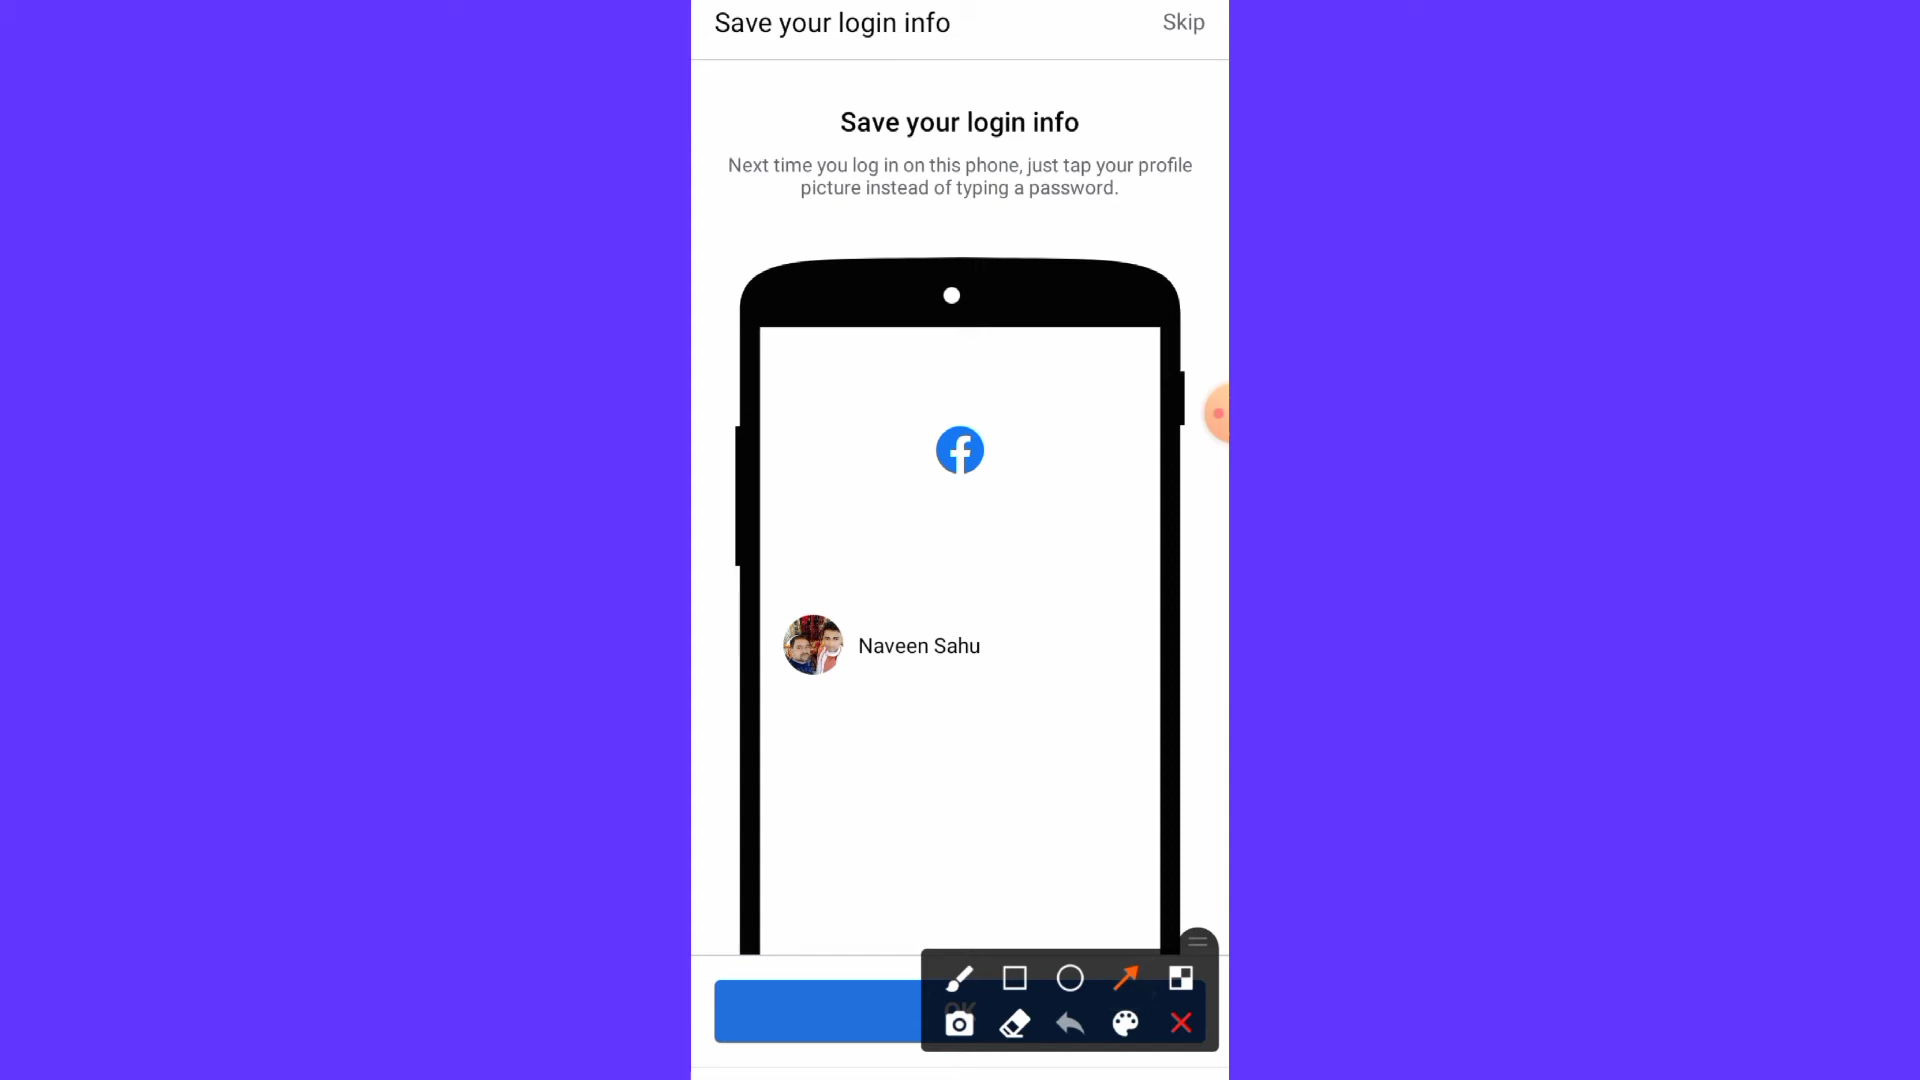 Save your login info
Skip
Save your login info
Next time you log in on this phone, just tap your profile
picture instead of typing a password.
Naveen Sahu
OK